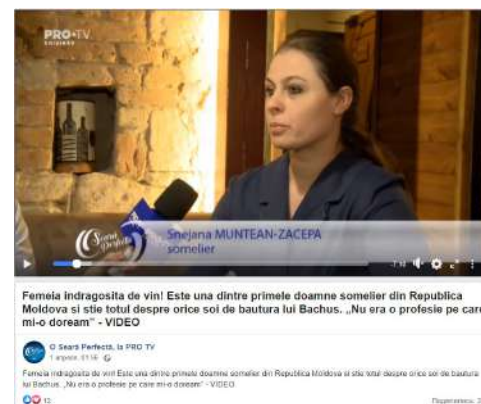 PRO•TV
CHISINAU
O Seară
Perfectă
Snejana MUNTEAN-ZACEPA
somelier
Femeia indragosita de vin! Este una dintre primele doamne somelier din Republica
Moldova si stie totul despre orice soi de bautura lui Bachus. „Nu era o profesie pe care
mi-o doream” - VIDEO
O Seară Perfectă, la PRO TV
Femeia indragosita de vin! Este una dintre primele doamne somelier din Republica Moldova si stie totul despre orice soi de bautura
lui Bachus. „Nu era o profesie pe care mi-o doream” - VIDEO
12